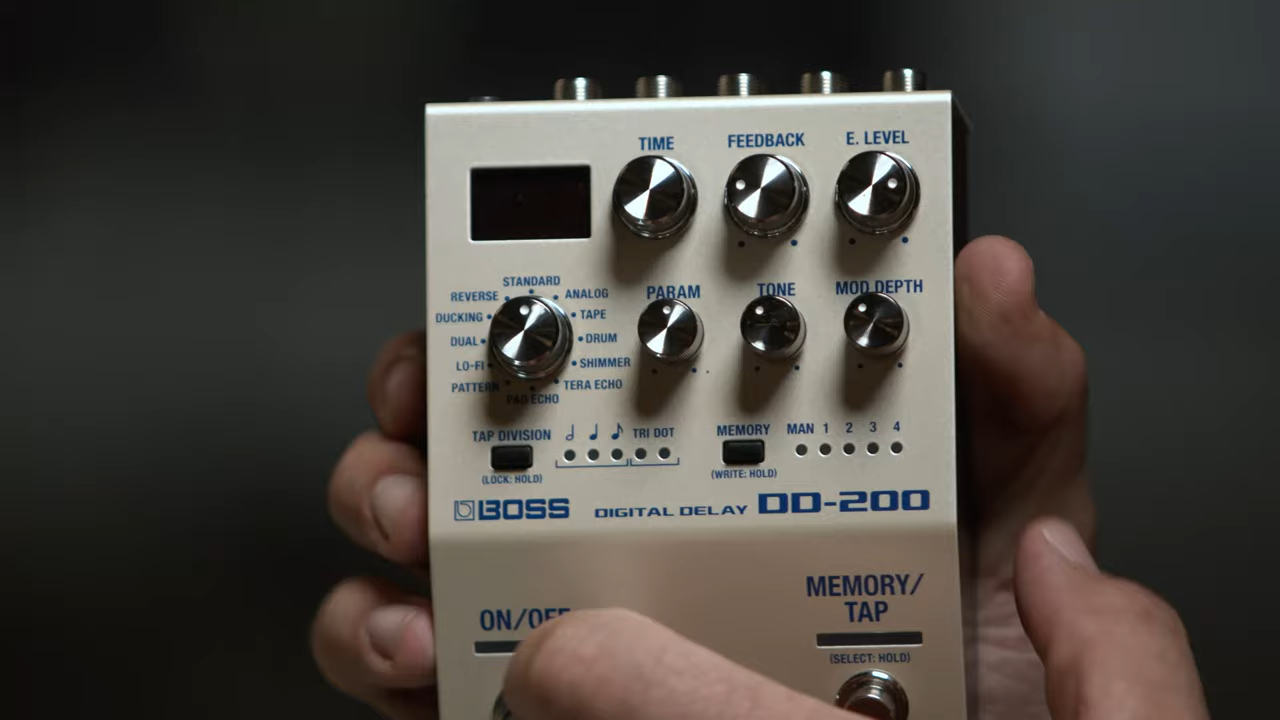 TIME
FEEDBACK
E. LEVEL
STANDARD
REVERSE
ANALOG
DUCKING
TAPE
DUAL
DRUM
LO-FI
SHIMMER
PATTERN
TERA ECHO
PAD ECHO
PARAM
TONE
MOD DEPTH
TAP DIVISION
TRI DOT
(LOCK: HOLD)
MEMORY
MAN 1 2 3 4
(WRITE: HOLD)
BOSS
DIGITAL DELAY DD-200
ON/OFF
MEMORY/
TAP
(SELECT: HOLD)